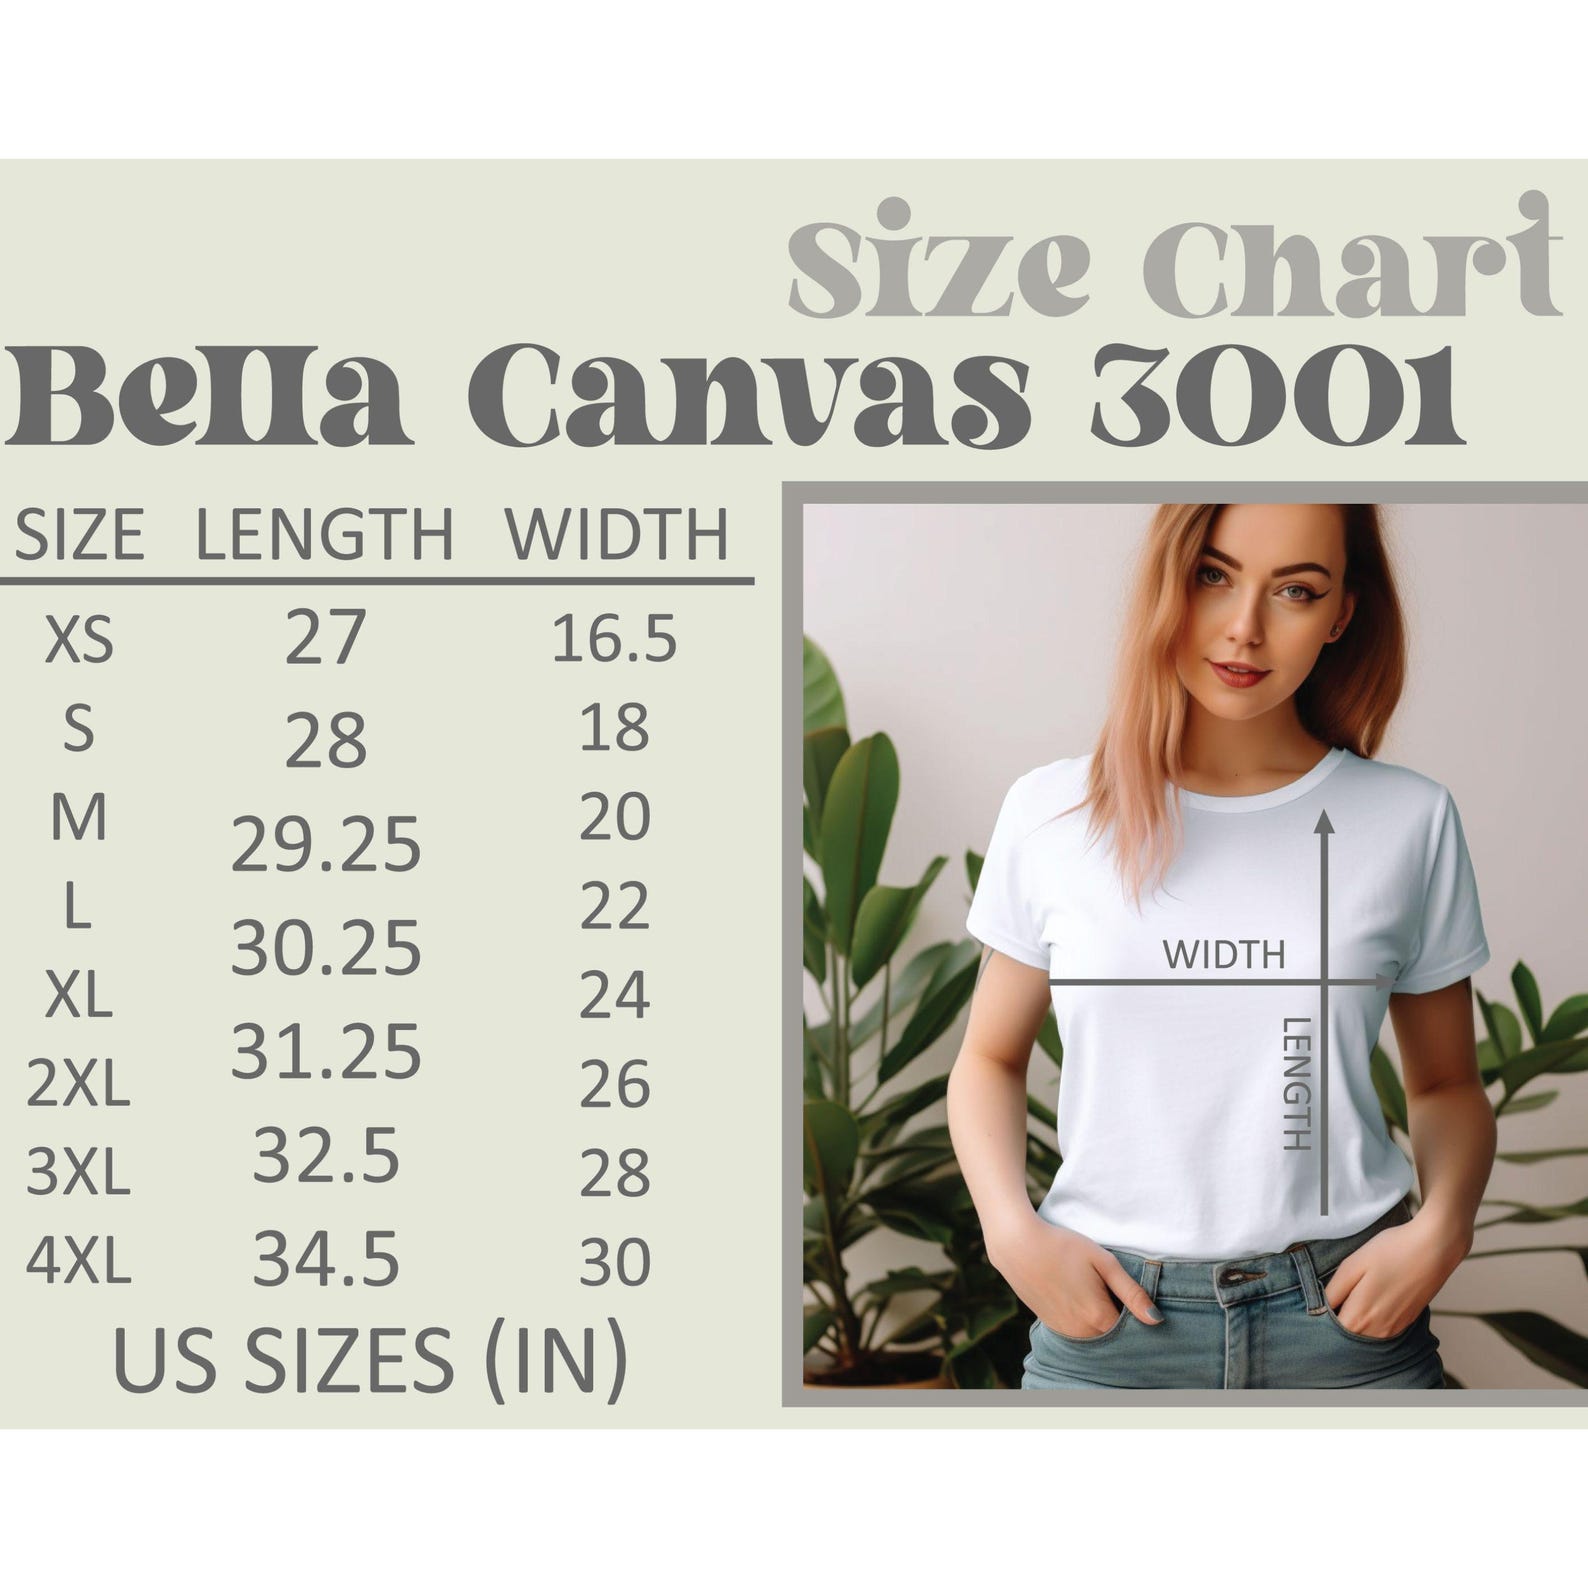 Size Chart
Bella Canvas 3001
SIZE LENGTH WIDTH
XS 27 16.5
S 28 18
M 29.25 20
L 30.25 22
XL 31.25 24
2XL 32.5 26
3XL 34.5 28
4XL 30
US SIZES (IN)
WIDTH
LENGTH